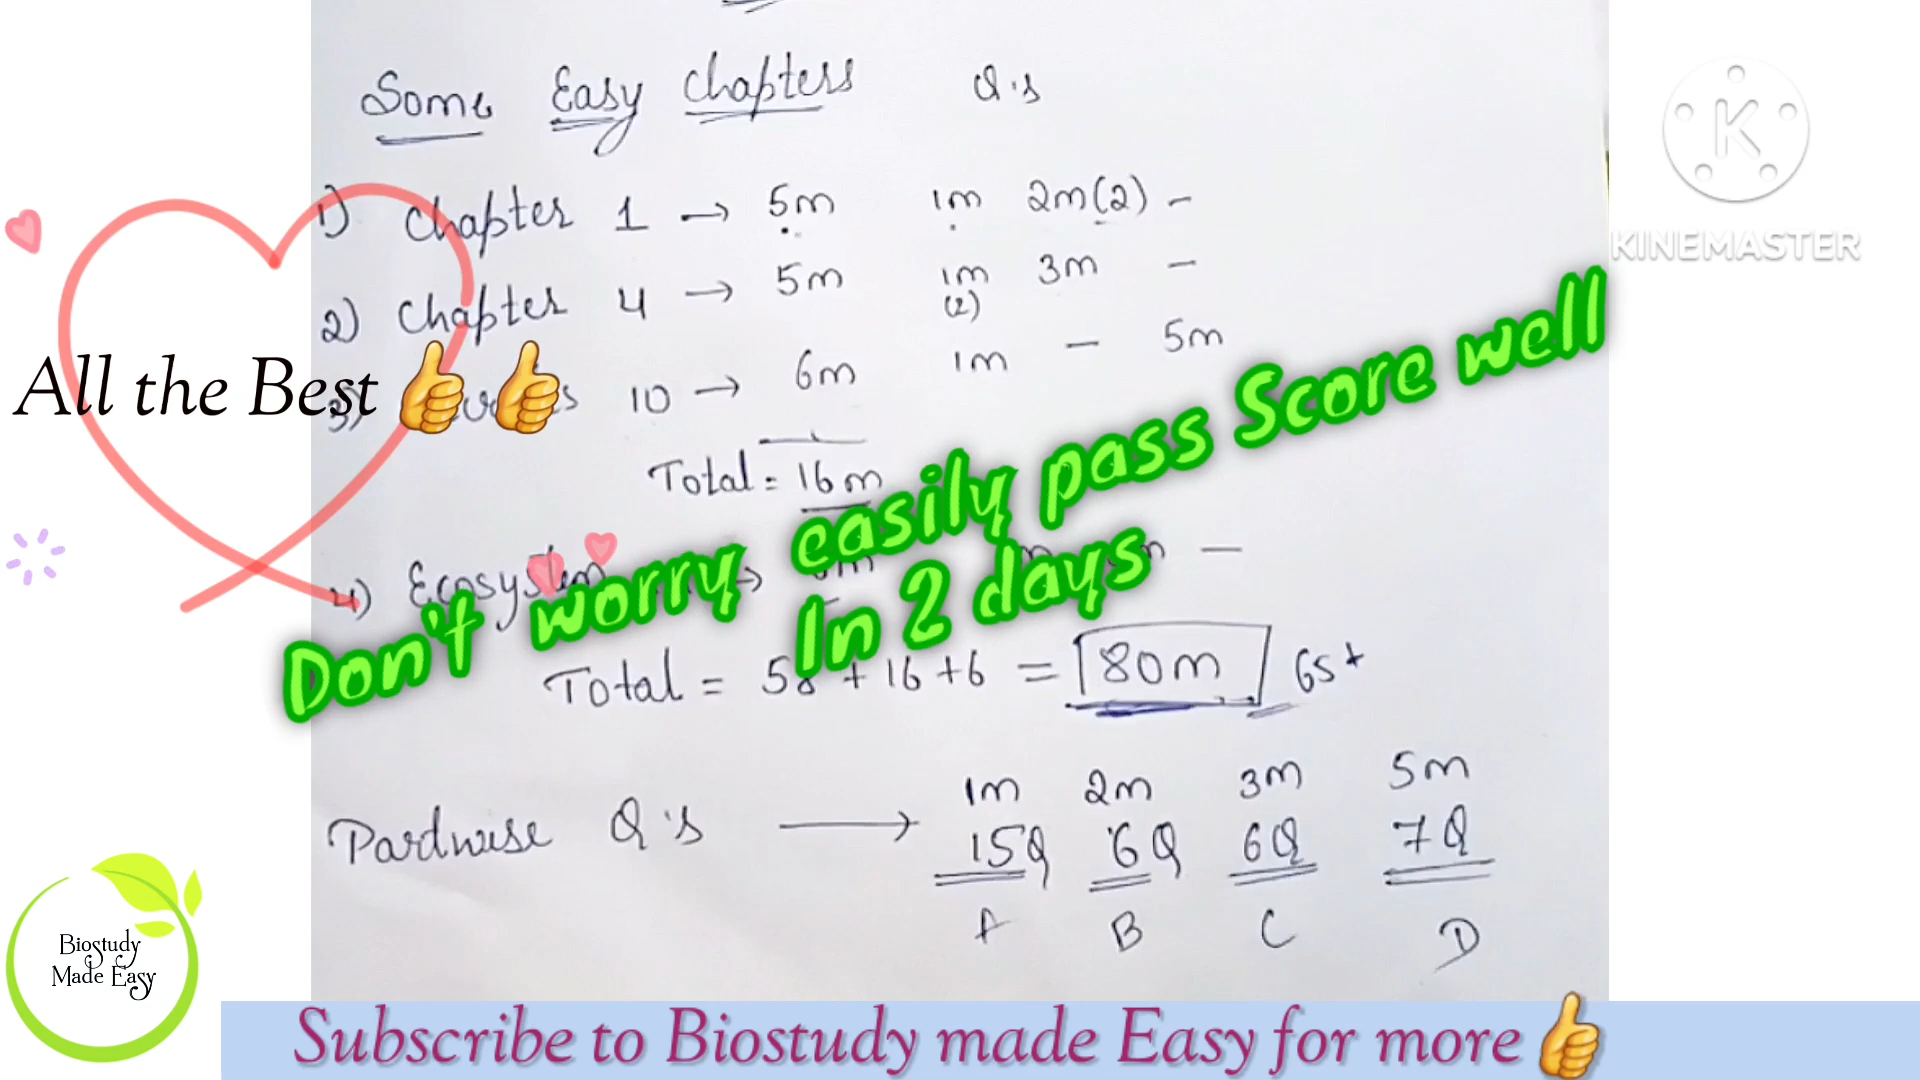 Some Easy Chapters Q's
1) Chapter 1 → 5m 1m 2m(2) -
2) Chapter 4 → 5m 1m (2) 3m -
3) 10 → 6m 1m - 5m
Total = 16m
4) Ecosystem → -
Total = 58 + 16 + 6 = 80m 65+
1m 2m 3m 5m
Partwise Q's → 15Q 6Q 6Q 7Q
A B C D
All the Best 👍👍
Don't worry easily pass Score well
In 2 days
K
KINEMASTER
Biostudy
Made Easy
Subscribe to Biostudy made Easy for more 👍